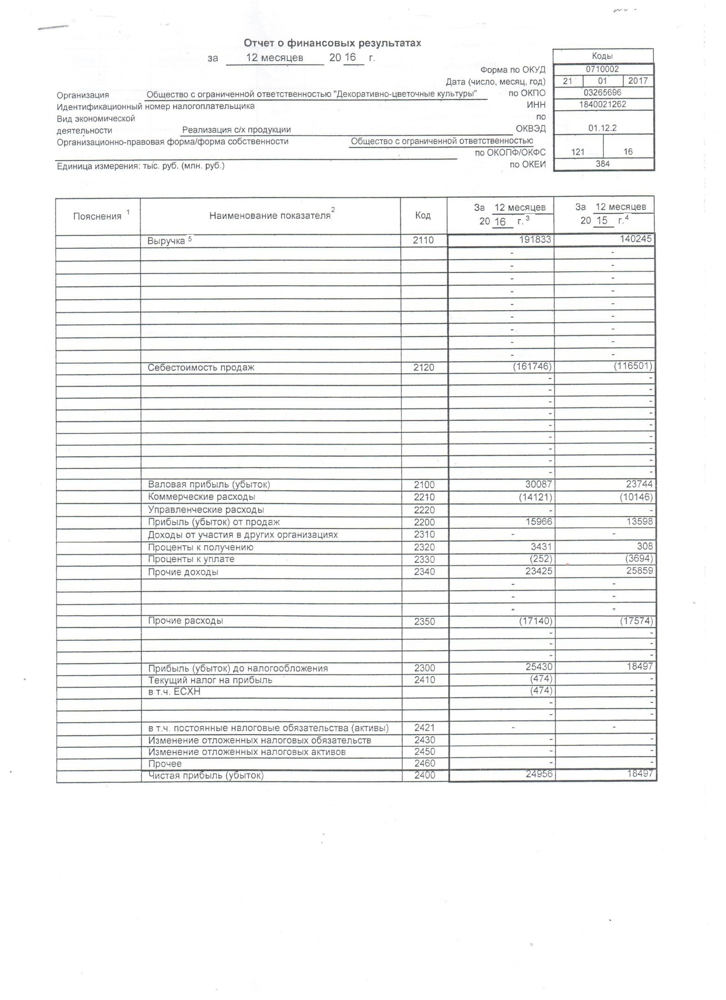 Отчет о финансовых результатах
за 12 месяцев 20 16 г.
Коды
Форма по ОКУД 0710002
Дата (число, месяц, год) 21 01 2017
Организация Общество с ограниченной ответственностью "Декоративно-цветочные культуры" по ОКПО 03265696
Идентификационный номер налогоплательщика ИНН 1840021262
Вид экономической по
деятельности Реализация с/х продукции ОКВЭД 01.12.2
Организационно-правовая форма/форма собственности Общество с ограниченной ответственностью
по ОКОПФ/ОКФС 121 16
Единица измерения: тыс. руб. (млн. руб.) по ОКЕИ 384
Пояснения 1 Наименование показателя 2 Код За 12 месяцев 20 16 г. 3 За 12 месяцев 20 15 г. 4
Выручка 5 2110 191833 140245
- -
- -
- -
- -
- -
- -
- -
- -
- -
Себестоимость продаж 2120 (161746) (116501)
- -
- -
- -
- -
- -
- -
- -
- -
- -
Валовая прибыль (убыток) 2100 30087 23744
Коммерческие расходы 2210 (14121) (10146)
Управленческие расходы 2220 - -
Прибыль (убыток) от продаж 2200 15966 13598
Доходы от участия в других организациях 2310 - -
Проценты к получению 2320 3431 308
Проценты к уплате 2330 (252) (3694)
Прочие доходы 2340 23425 25859
- -
- -
- -
Прочие расходы 2350 (17140) (17574)
- -
- -
- -
Прибыль (убыток) до налогообложения 2300 25430 18497
Текущий налог на прибыль 2410 (474) -
в т.ч. ЕСХН (474) -
- -
- -
в т.ч. постоянные налоговые обязательства (активы) 2421 - -
Изменение отложенных налоговых обязательств 2430 - -
Изменение отложенных налоговых активов 2450 - -
Прочее 2460 - -
Чистая прибыль (убыток) 2400 24956 18497